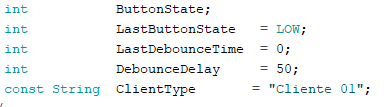 int ButtonState;
int LastButtonState = LOW;
int LastDebounceTime = 0;
int DebounceDelay = 50;
const String ClientType = "Cliente 01";